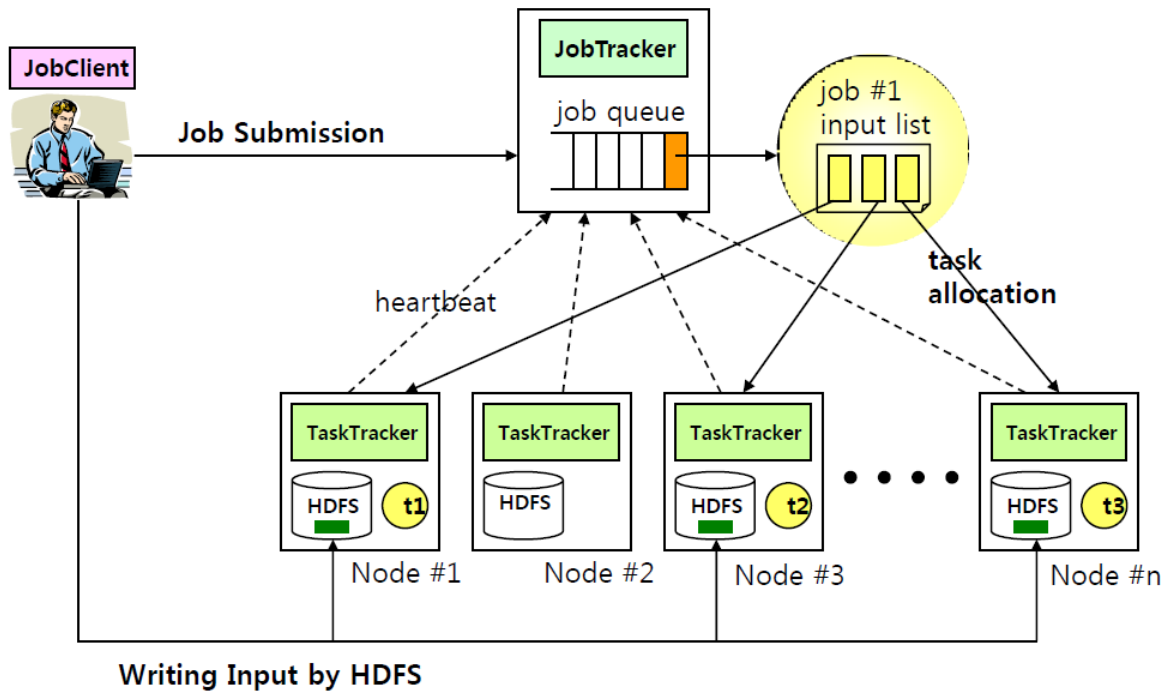 JobClient
JobTracker
job queue
job #1
input list
Job Submission
task
allocation
heartbeat
TaskTracker
TaskTracker
TaskTracker
TaskTracker
HDFS
t1
HDFS
HDFS
t2
HDFS
t3
Node #1
Node #2
Node #3
Node #n
Writing Input by HDFS